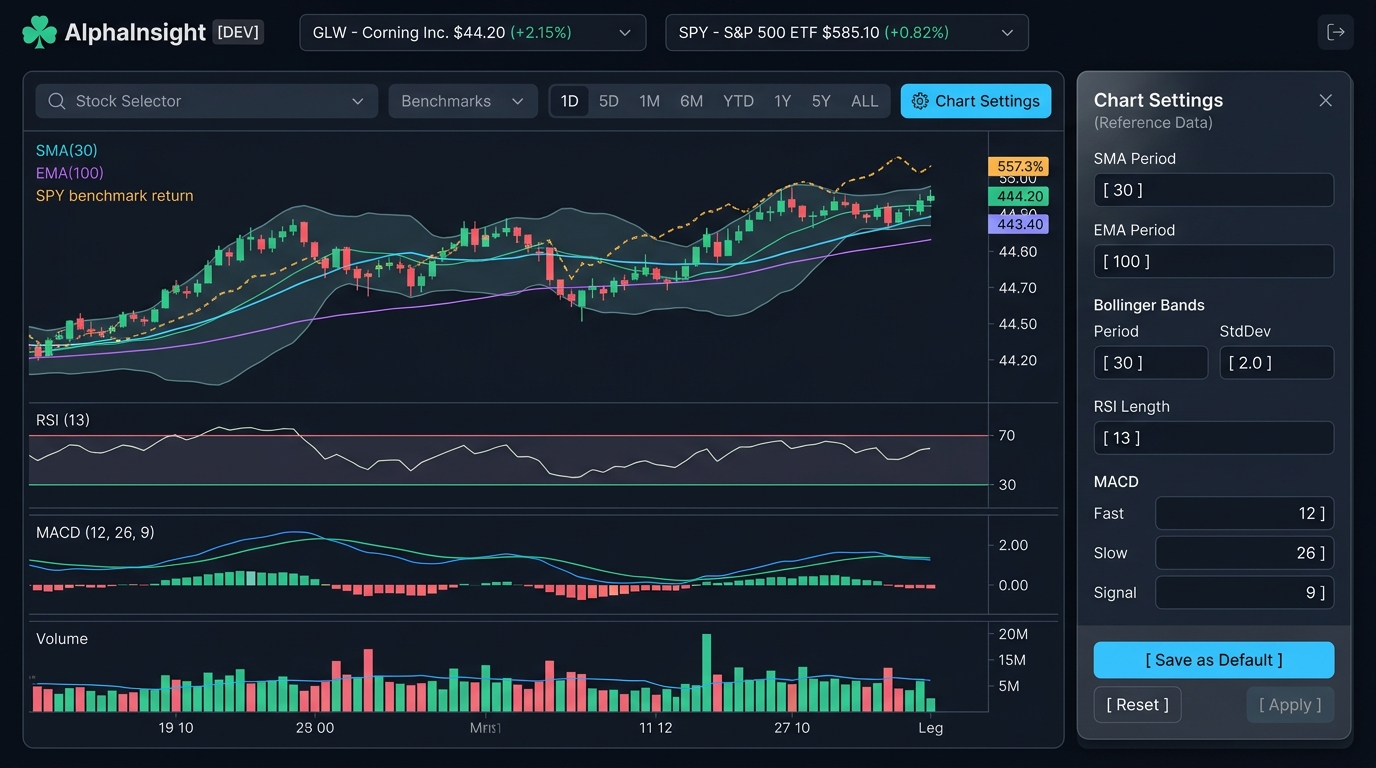 AlphaInsight [DEV]
GLW - Corning Inc. $44.20 (+2.15%)
SPY - S&P 500 ETF $585.10 (+0.82%)
Stock Selector
Benchmarks
1D 5D 1M 6M YTD 1Y 5Y ALL
Chart Settings
SMA(30)
EMA(100)
SPY benchmark return
557.3%
55.00
444.20
44.90
443.40
44.60
44.70
44.50
44.20
RSI (13)
70
30
MACD (12, 26, 9)
2.00
0.00
Volume
20M
15M
5M
19 10
23 00
11 12
27 10
Leg
Chart Settings
(Reference Data)
SMA Period
[ 30 ]
EMA Period
[ 100 ]
Bollinger Bands
Period StdDev
[ 30 ] [ 2.0 ]
RSI Length
[ 13 ]
MACD
Fast 12 ]
Slow 26 ]
Signal 9 ]
[ Save as Default ]
[ Reset ] [ Apply ]